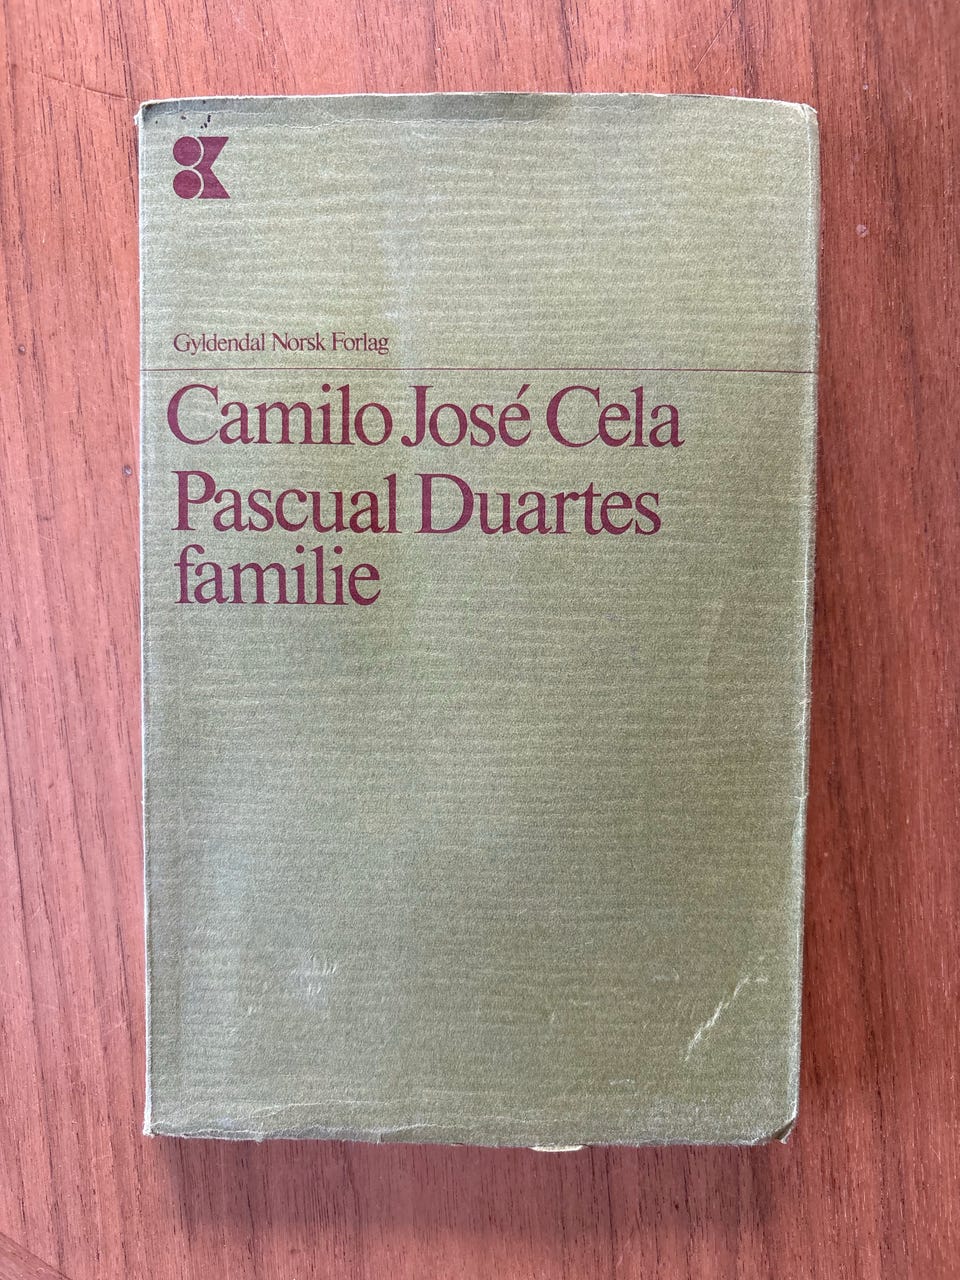 Gyldendal Norsk Forlag
Camilo José Cela
Pascual Duartes
familie